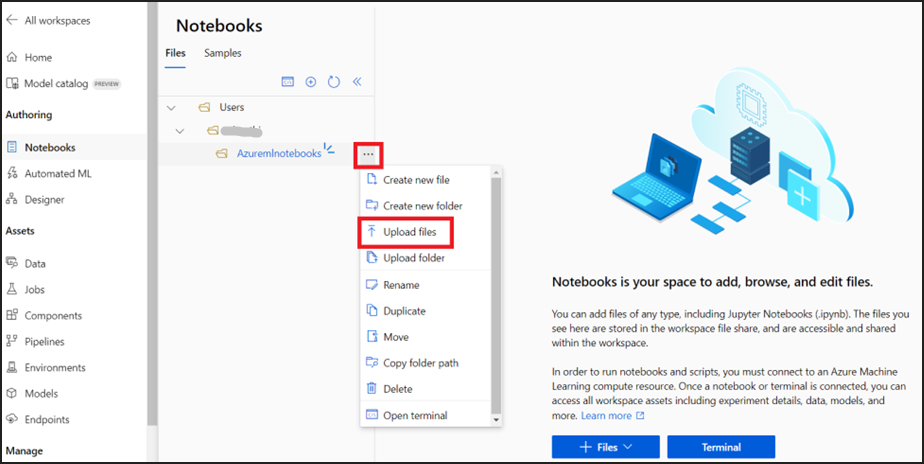 All workspaces
Home
Model catalog PREVIEW
Authoring
Notebooks
Automated ML
Designer
Assets
Data
Jobs
Components
Pipelines
Environments
Models
Endpoints
Manage
Notebooks
Files Samples
Users
Azuremlnotebooks
Create new file
Create new folder
Upload files
Upload folder
Rename
Duplicate
Move
Copy folder path
Delete
Open terminal
Notebooks is your space to add, browse, and edit files.
You can add files of any type, including Jupyter Notebooks (.ipynb). The files you
see here are stored in the workspace file share, and are accessible and shared
within the workspace.
In order to run notebooks and scripts, you must connect to an Azure Machine
Learning compute resource. Once a notebook or terminal is connected, you can
access all workspace assets including experiment details, data, models, and
more. Learn more
Files
Terminal